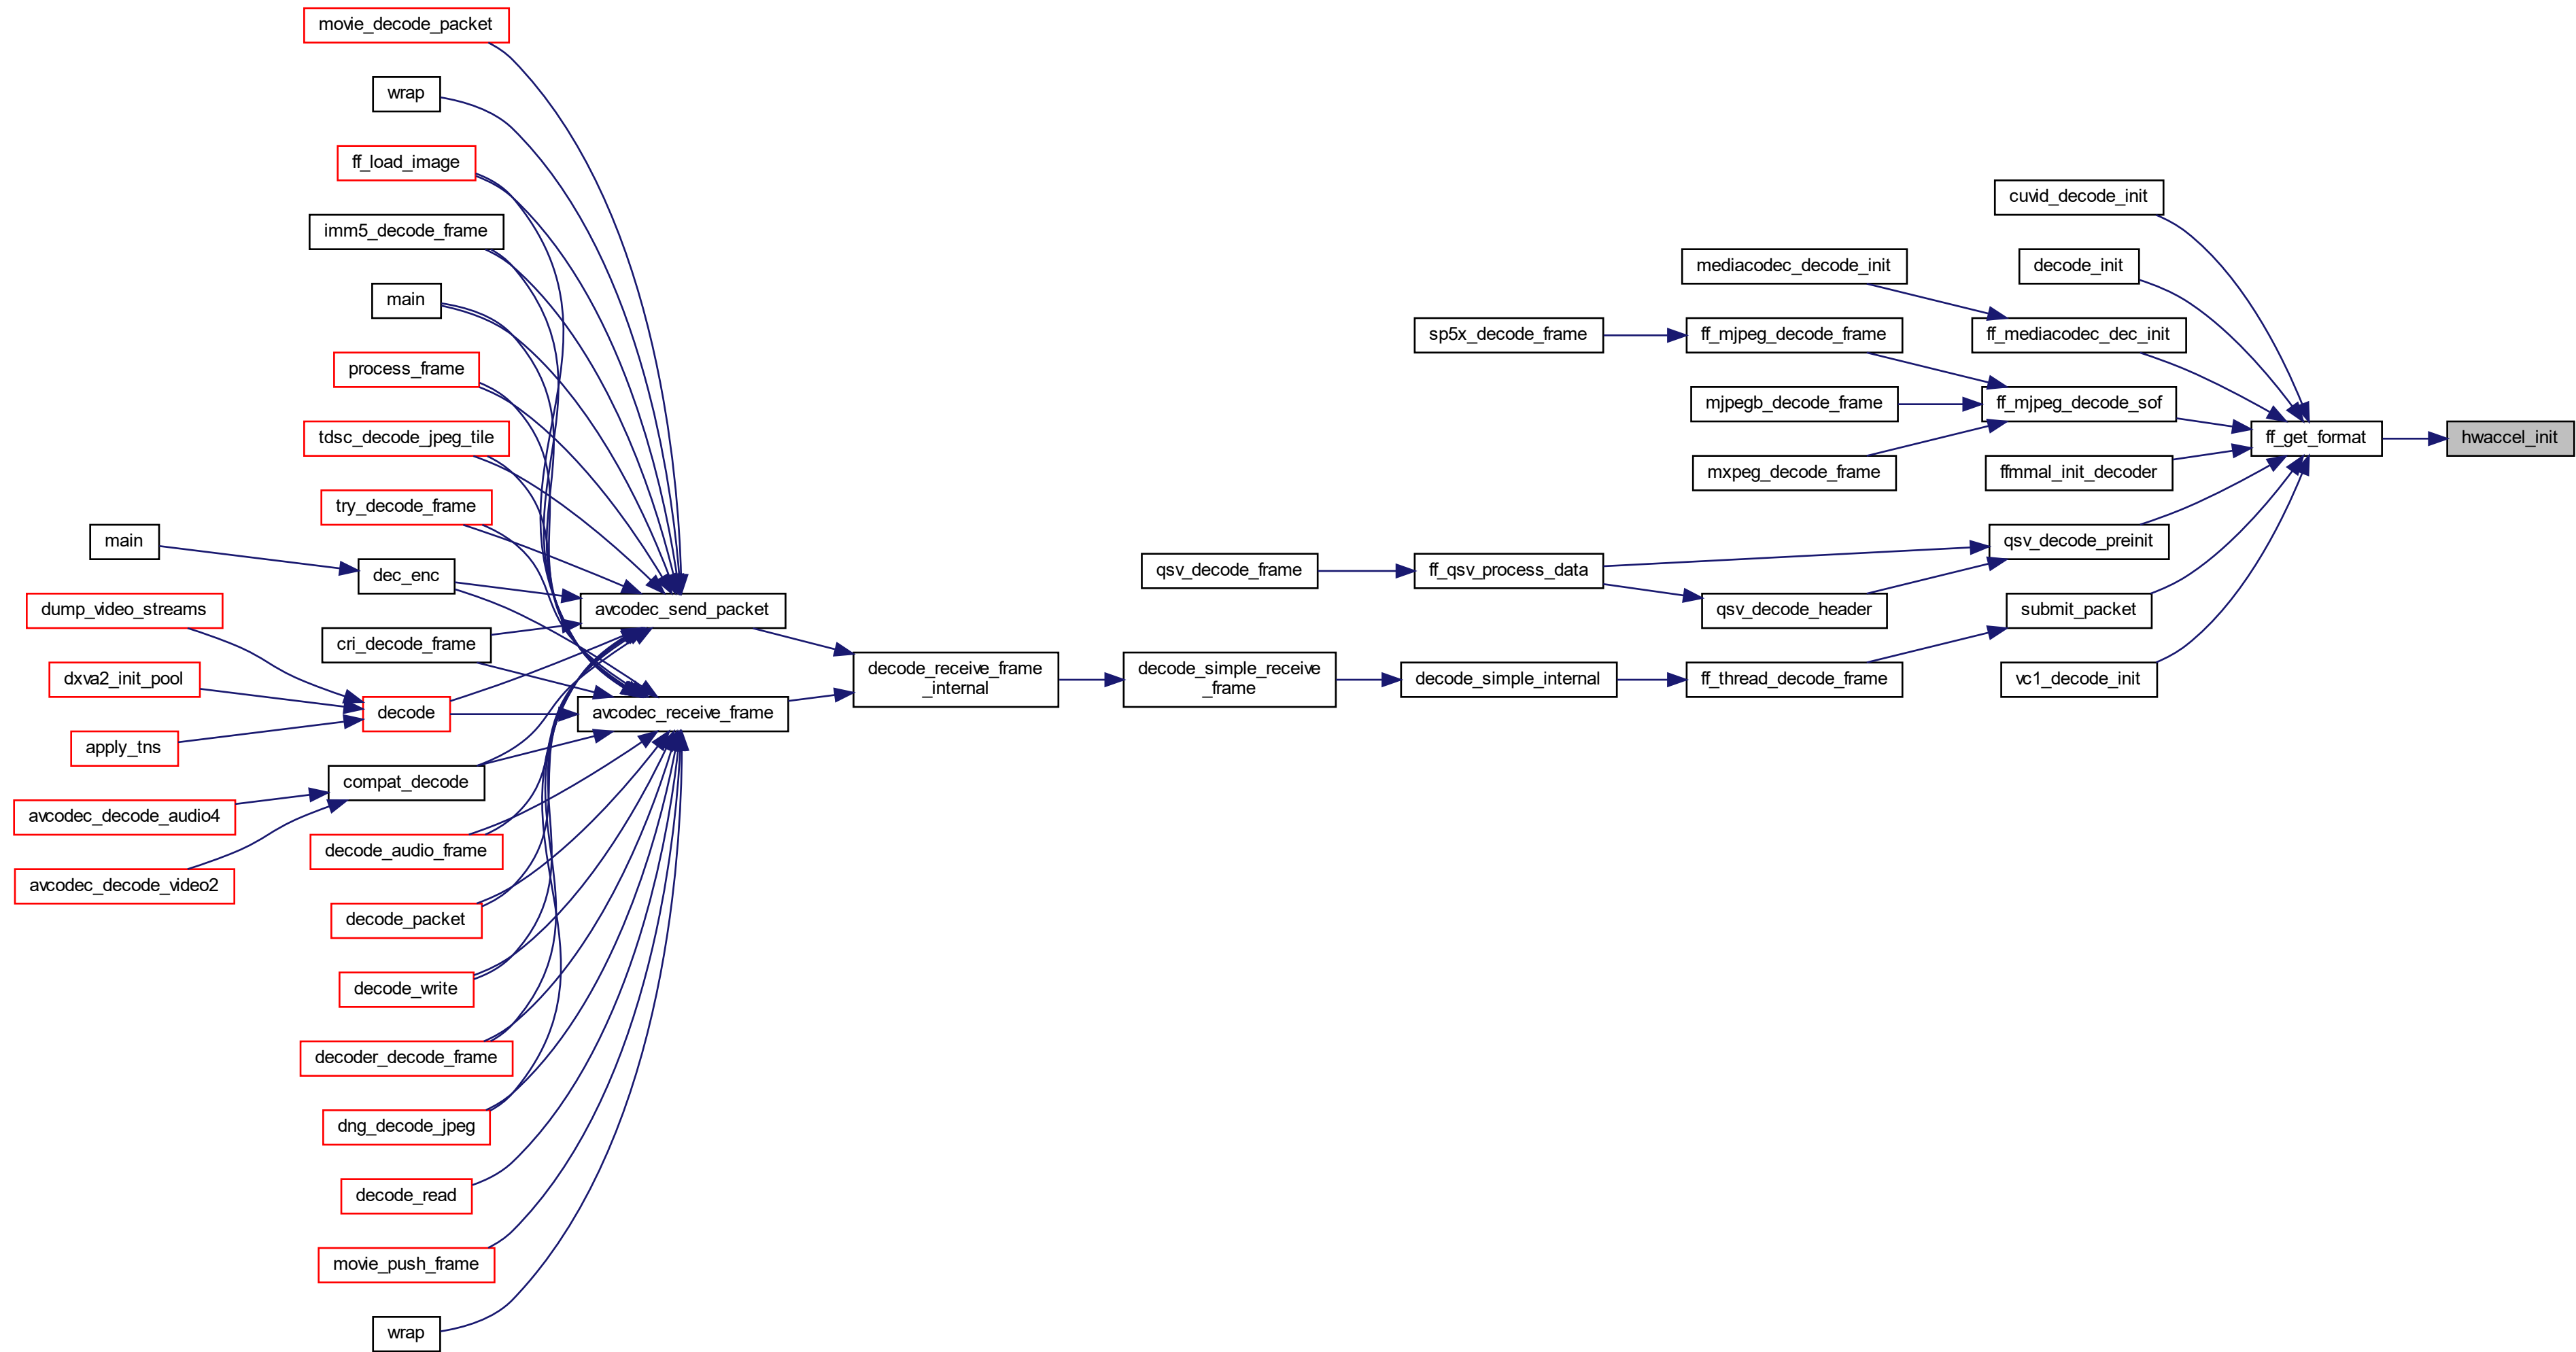 movie_decode_packet
wrap
ff_load_image
imm5_decode_frame
main
process_frame
tdsc_decode_jpeg_tile
try_decode_frame
main
dec_enc
dump_video_streams
cri_decode_frame
dxva2_init_pool
decode
apply_tns
compat_decode
avcodec_decode_audio4
decode_audio_frame
avcodec_decode_video2
decode_packet
decode_write
decoder_decode_frame
dng_decode_jpeg
decode_read
movie_push_frame
wrap
avcodec_send_packet
avcodec_receive_frame
decode_receive_frame
_internal
decode_simple_receive
_frame
qsv_decode_frame
sp5x_decode_frame
ff_qsv_process_data
decode_simple_internal
mediacodec_decode_init
ff_mjpeg_decode_frame
mjpegb_decode_frame
mxpeg_decode_frame
qsv_decode_header
ff_thread_decode_frame
cuvid_decode_init
decode_init
ff_mediacodec_dec_init
ff_mjpeg_decode_sof
ffmmal_init_decoder
qsv_decode_preinit
submit_packet
vc1_decode_init
ff_get_format
hwaccel_init